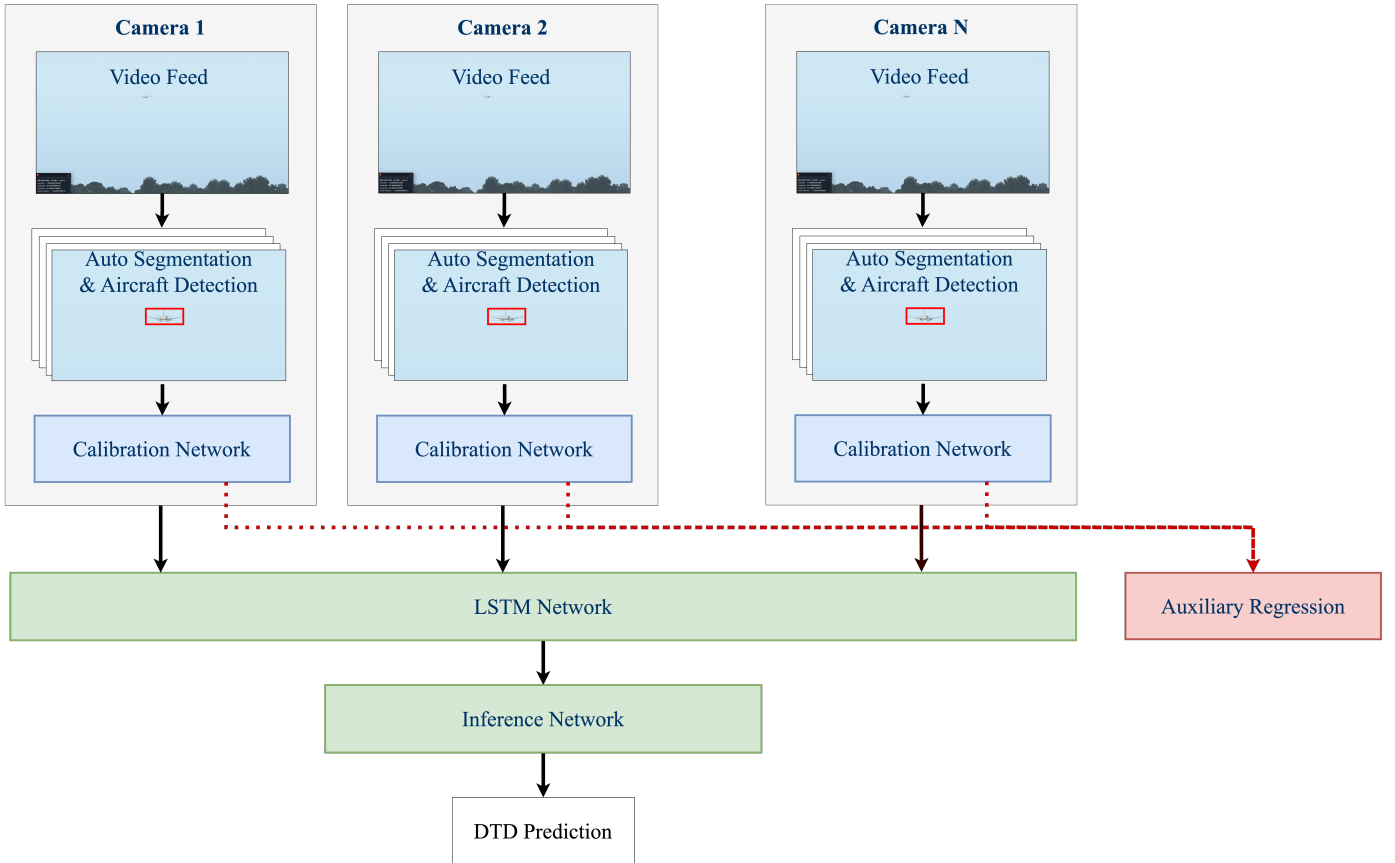 Camera 1
Video Feed
Auto Segmentation
& Aircraft Detection
Calibration Network
Camera 2
Video Feed
Auto Segmentation
& Aircraft Detection
Calibration Network
Camera N
Video Feed
Auto Segmentation
& Aircraft Detection
Calibration Network
LSTM Network
Auxiliary Regression
Inference Network
DTD Prediction